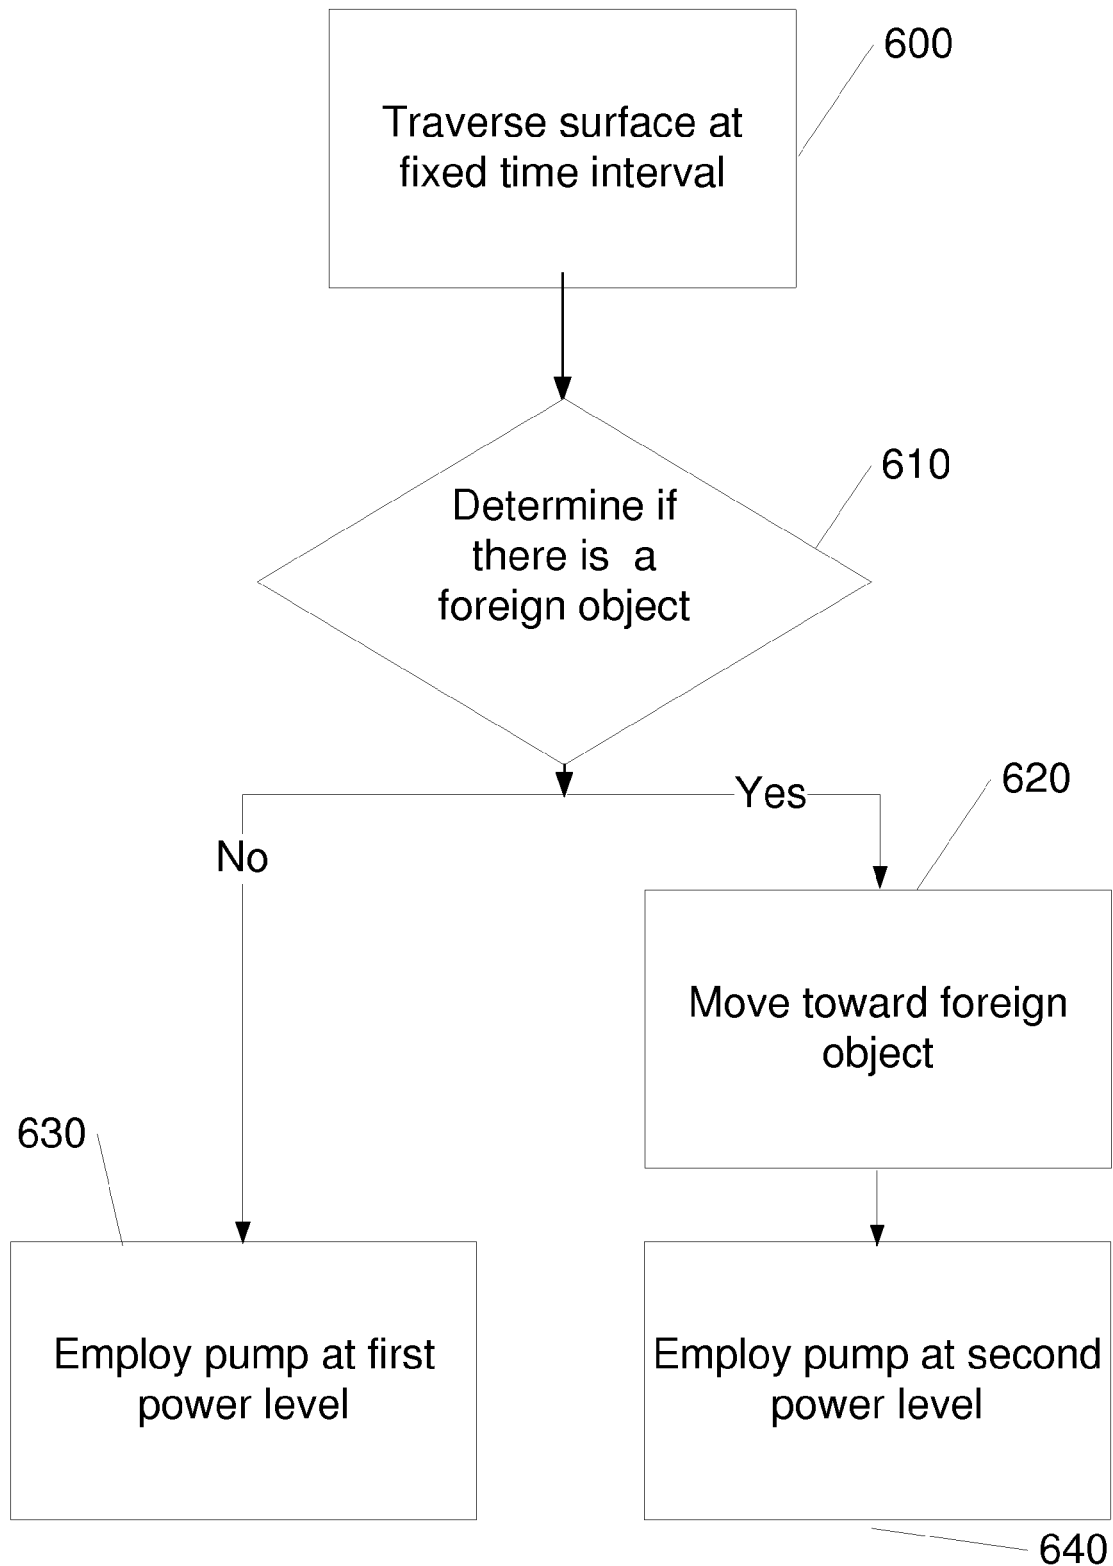 600
Traverse surface at
fixed time interval
610
Determine if
there is a
foreign object
Yes
620
No
Move toward foreign
object
630
Employ pump at first
power level
Employ pump at second
power level
640